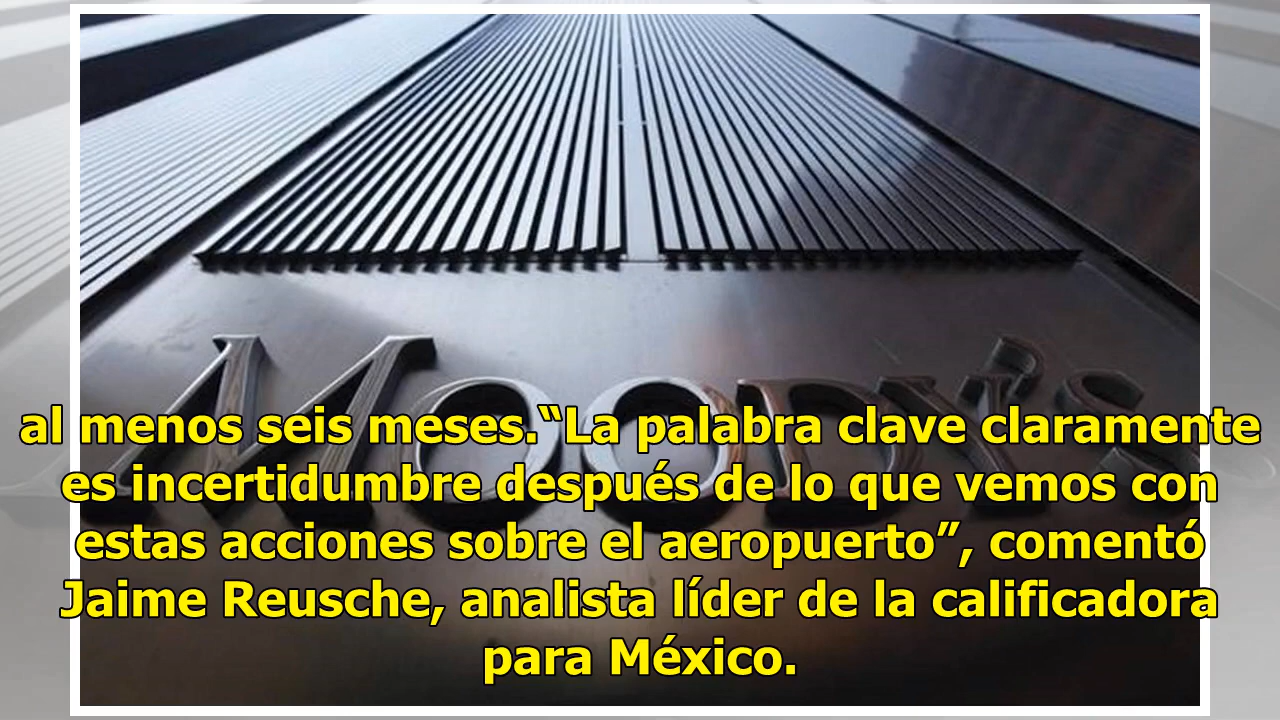 MOODY'S
al menos seis meses.“La palabra clave claramente
es incertidumbre después de lo que vemos con
estas acciones sobre el aeropuerto”, comentó
Jaime Reusche, analista líder de la calificadora
para México.